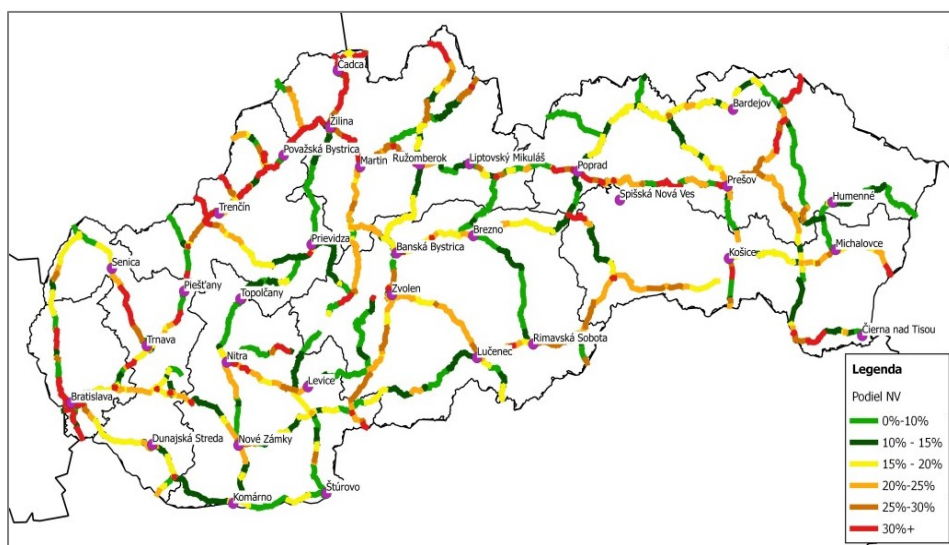 Čadca
Žilina
Bardejov
Považská Bystrica
Martin
Ružomberok
Liptovský Mikuláš
Poprad
Prešov
Spišská Nová Ves
Humenné
Trenčín
Prievidza
Brezno
Banská Bystrica
Michalovce
Košice
Senica
Piešťany
Topolčany
Zvolen
Čierna nad Tisou
Trnava
Nitra
Lučenec
Rimavská Sobota
Levice
Bratislava
Dunajská Streda
Nové Zámky
Komárno
Štúrovo
Legenda
Podiel NV
0%-10%
10% - 15%
15% - 20%
20%-25%
25%-30%
30%+